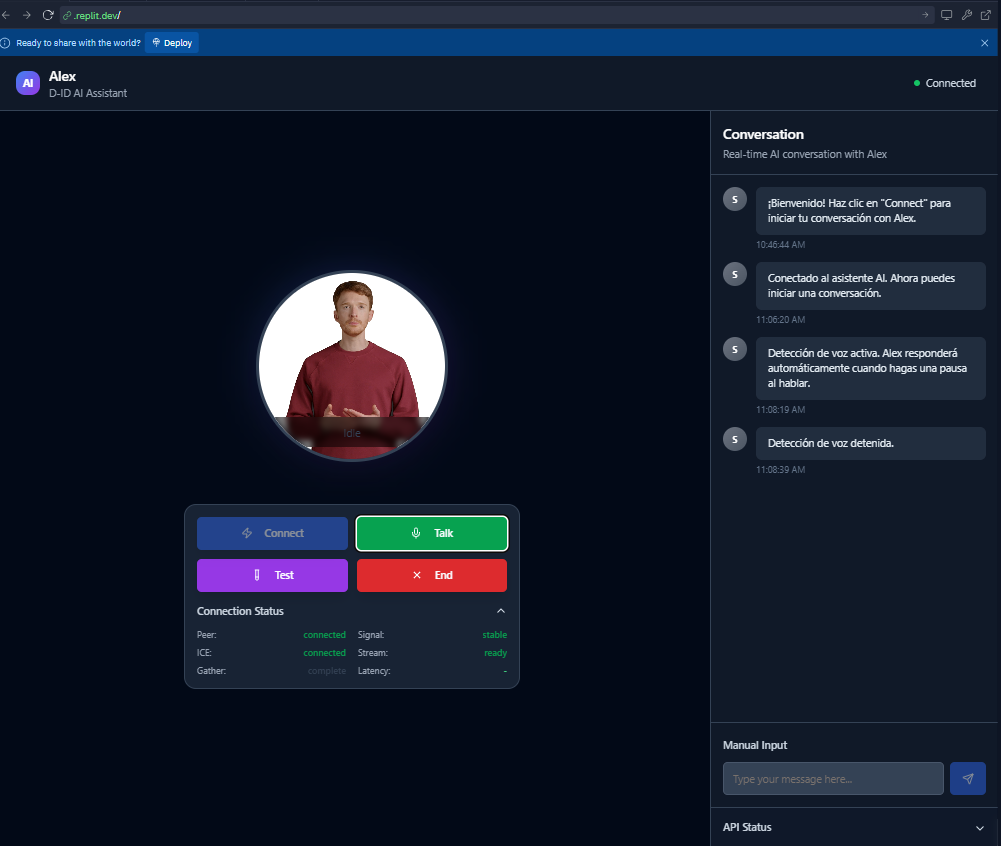 .replit.dev/
Ready to share with the world? Deploy
AI
Alex
D-ID AI Assistant
Connected
Idle
Connect
Talk
Test
End
Connection Status
Peer: connected Signal: stable
ICE: connected Stream: ready
Gather: complete Latency: -
Conversation
Real-time AI conversation with Alex
S
¡Bienvenido! Haz clic en "Connect" para
iniciar tu conversación con Alex.
10:46:44 AM
S
Conectado al asistente AI. Ahora puedes
iniciar una conversación.
11:06:20 AM
S
Detección de voz activa. Alex responderá
automáticamente cuando hagas una pausa
al hablar.
11:08:19 AM
S
Detección de voz detenida.
11:08:39 AM
Manual Input
Type your message here...
API Status